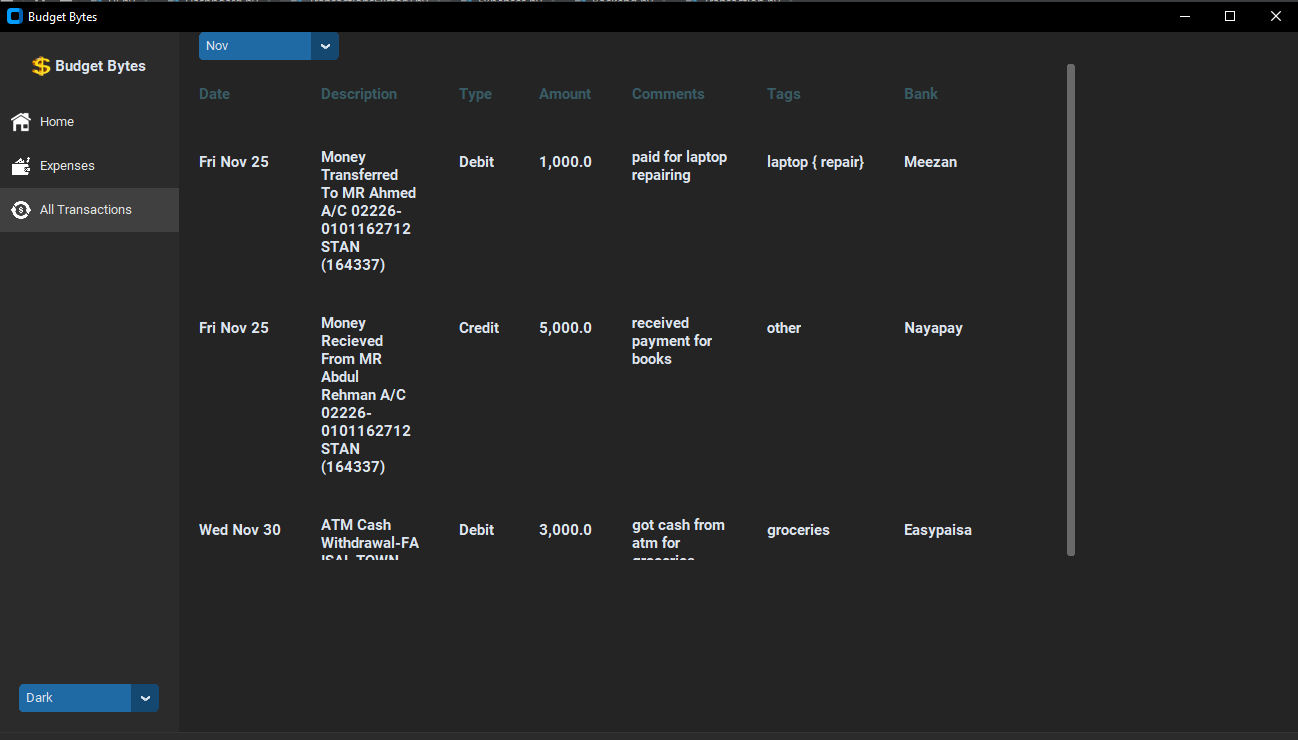 Budget Bytes
Nov
Budget Bytes
Home
Expenses
All Transactions
Dark
Date Description Type Amount Comments Tags Bank
Fri Nov 25 Money Debit 1,000.0 paid for laptop laptop { repair} Meezan
Transferred repairing
To MR Ahmed
A/C 02226-
0101162712
STAN
(164337)
Fri Nov 25 Money Credit 5,000.0 received other Nayapay
Recieved payment for
From MR books
Abdul
Rehman A/C
02226-
0101162712
STAN
(164337)
Wed Nov 30 ATM Cash Debit 3,000.0 got cash from groceries Easypaisa
Withdrawal-FA atm for
ISAL TOWN groceries